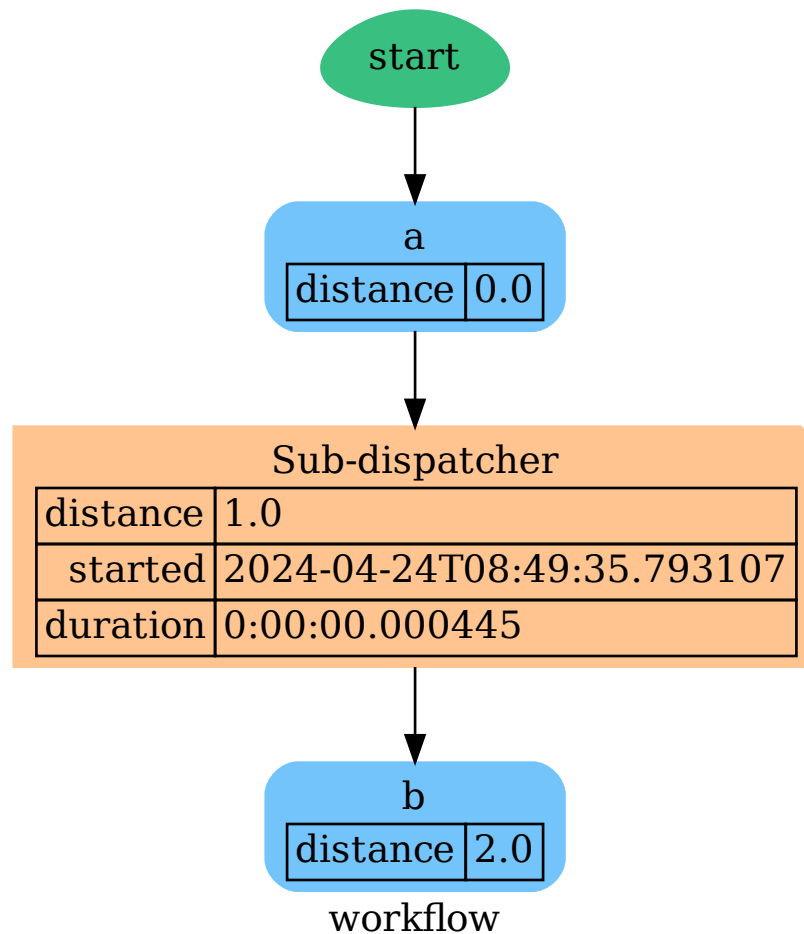 start
a
distance 0.0
Sub-dispatcher
distance 1.0
started 2024-04-24T08:49:35.793107
duration 0:00:00.000445
b
distance 2.0
workflow